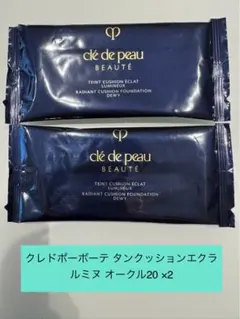 clé de peau
BEAUTÉ
TEINT CUSHION ÉCLAT
LUMINEUX
RADIANT CUSHION FOUNDATION
DEWY
clé de peau
BEAUTÉ
TEINT CUSHION ÉCLAT
LUMINEUX
RADIANT CUSHION FOUNDATION
DEWY
クレドポーボーテ タンクッションエクラ
ルミヌ オークル20 ×2